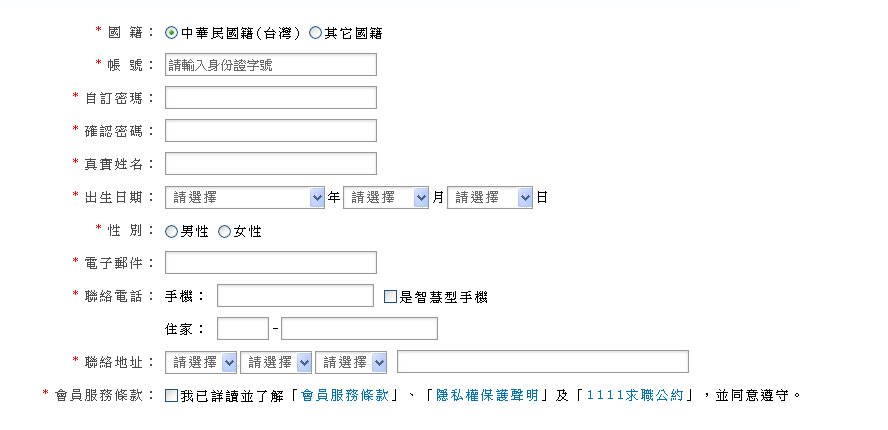 * 國 籍： 中華民國籍(台灣) 其它國籍
* 帳 號： 請輸入身份證字號
* 自訂密碼：
* 確認密碼：
* 真實姓名：
* 出生日期： 請選擇 年 請選擇 月 請選擇 日
* 性 別： 男性 女性
* 電子郵件：
* 聯絡電話： 手機： 是智慧型手機
住家： -
* 聯絡地址： 請選擇 請選擇 請選擇
* 會員服務條款： 我已詳讀並了解「會員服務條款」、「隱私權保護聲明」及「1111求職公約」，並同意遵守。